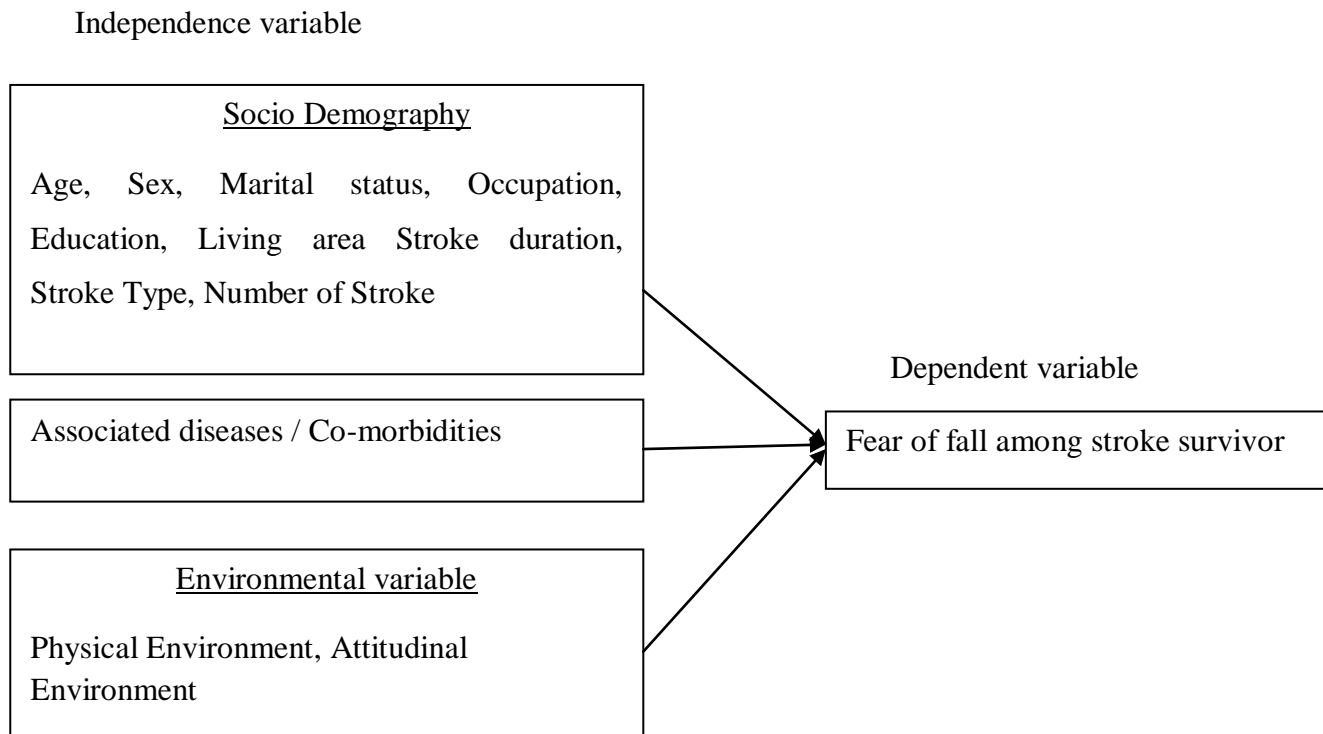 Independence variable
Socio Demography
Age, Sex, Marital status, Occupation,
Education, Living area Stroke duration,
Stroke Type, Number of Stroke
Associated diseases / Co-morbidities
Environmental variable
Physical Environment, Attitudinal
Environment
Dependent variable
Fear of fall among stroke survivor